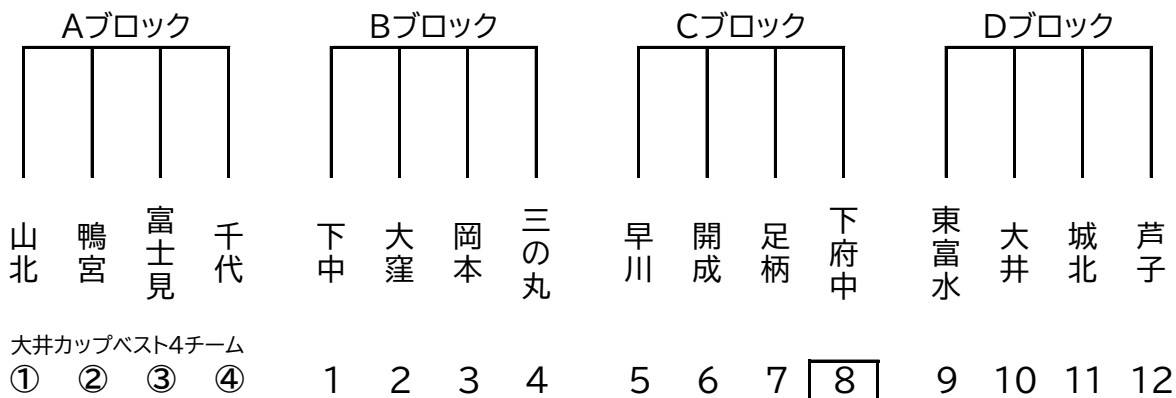 Aブロック Bブロック Cブロック Dブロック
山北 鴨宮 富士見 千代 下中 大窪 岡本 三の丸 早川 開成 足柄 下府中 東富水 大井 城北 芦子
大井カップベスト4チーム
① ② ③ ④ 1 2 3 4 5 6 7 8 9 10 11 12